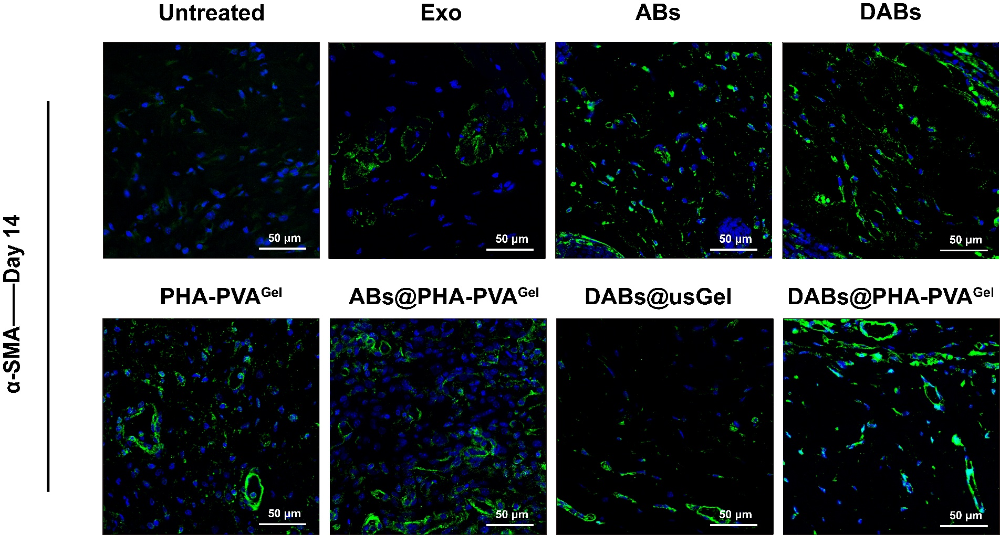 Untreated
Exo
ABs
DABs
50 µm
50 µm
50 µm
50 µm
α-SMA——Day 14
PHA-PVAGel
ABs@PHA-PVAGel
DABs@usGel
DABs@PHA-PVAGel
50 µm
50 µm
50 µm
50 µm